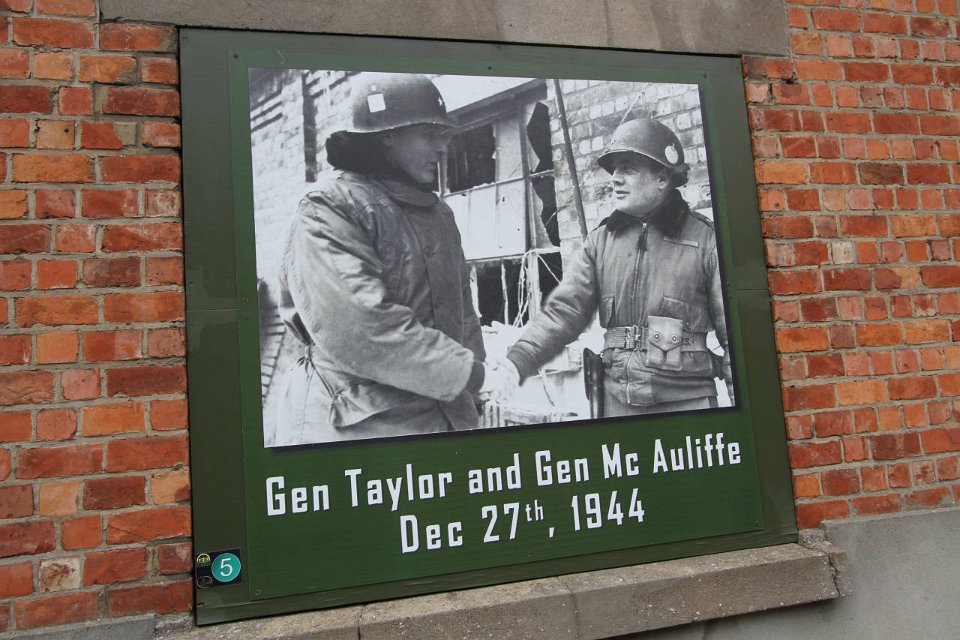 Gen Taylor and Gen Mc Auliffe
Dec 27th, 1944
5